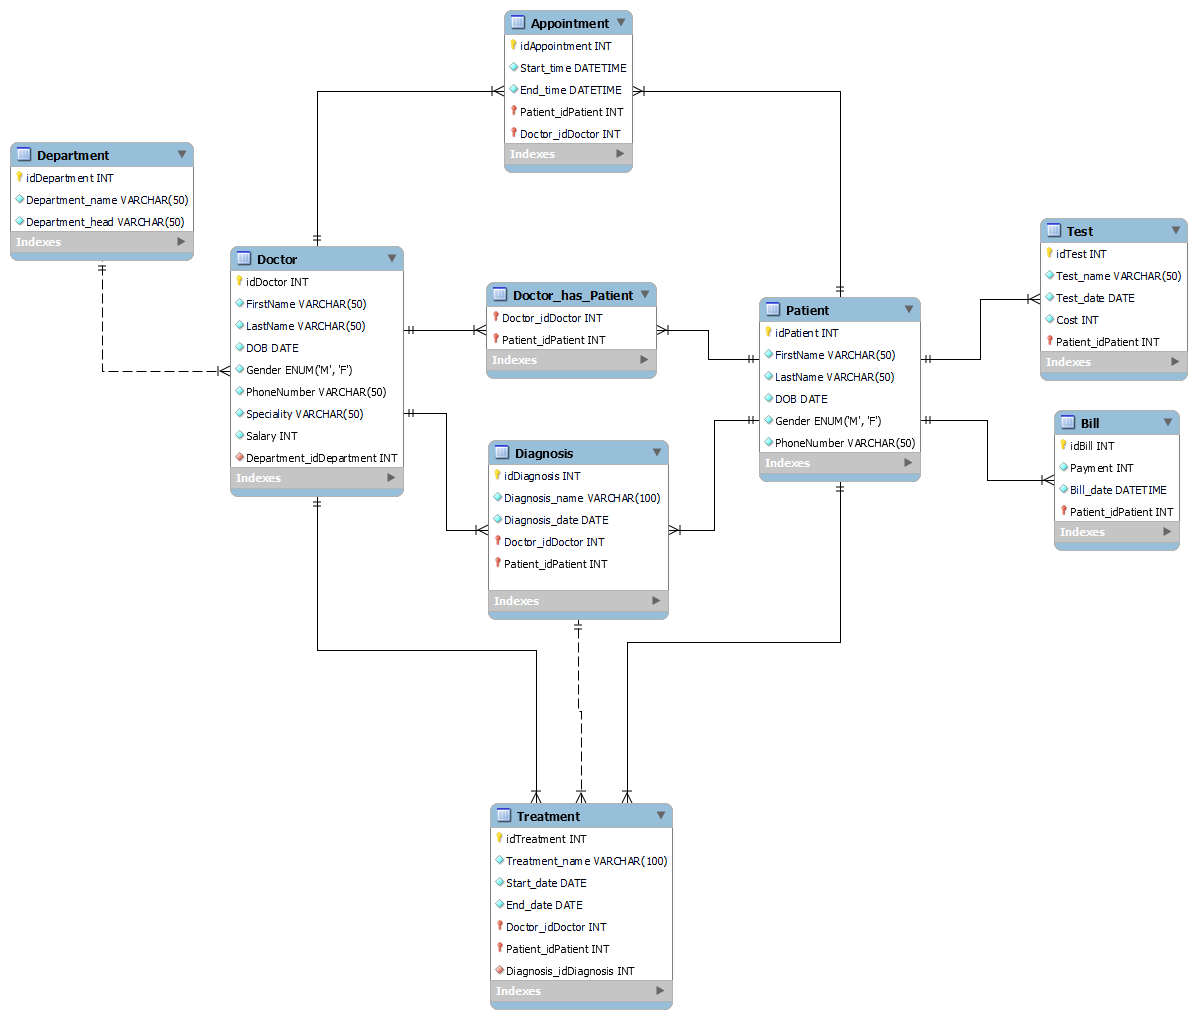 Appointment
idAppointment INT
Start_time DATETIME
End_time DATETIME
Patient_idPatient INT
Doctor_idDoctor INT
Indexes
Department
idDepartment INT
Department_name VARCHAR(50)
Department_head VARCHAR(50)
Indexes
Doctor
idDoctor INT
FirstName VARCHAR(50)
LastName VARCHAR(50)
DOB DATE
Gender ENUM('M', 'F')
PhoneNumber VARCHAR(50)
Speciality VARCHAR(50)
Salary INT
Department_idDepartment INT
Indexes
Doctor_has_Patient
Doctor_idDoctor INT
Patient_idPatient INT
Indexes
Patient
idPatient INT
FirstName VARCHAR(50)
LastName VARCHAR(50)
DOB DATE
Gender ENUM('M', 'F')
PhoneNumber VARCHAR(50)
Indexes
Test
idTest INT
Test_name VARCHAR(50)
Test_date DATE
Cost INT
Patient_idPatient INT
Indexes
Bill
idBill INT
Payment INT
Bill_date DATETIME
Patient_idPatient INT
Indexes
Diagnosis
idDiagnosis INT
Diagnosis_name VARCHAR(100)
Diagnosis_date DATE
Doctor_idDoctor INT
Patient_idPatient INT
Indexes
Treatment
idTreatment INT
Treatment_name VARCHAR(100)
Start_date DATE
End_date DATE
Doctor_idDoctor INT
Patient_idPatient INT
Diagnosis_idDiagnosis INT
Indexes